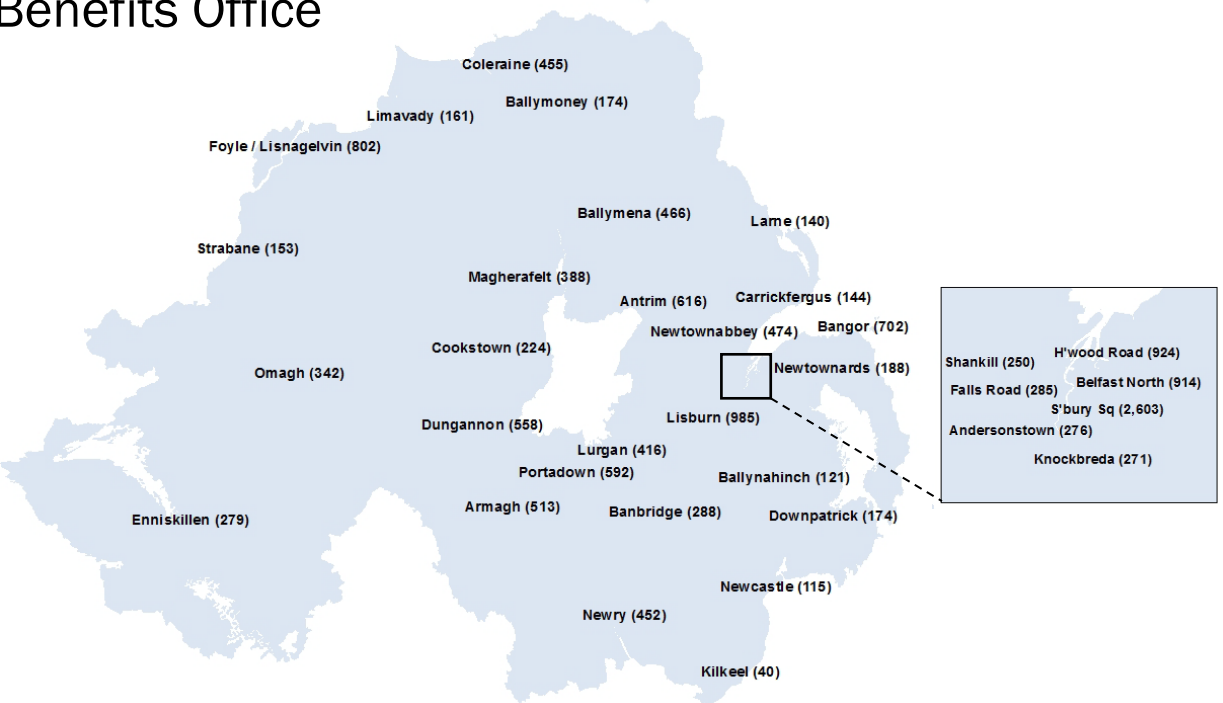 Benefits Office
Coleraine (455)
Ballymoney (174)
Limavady (161)
Foyle / Lisnagelvin (802)
Ballymena (466)
Larne (140)
Strabane (153)
Magherafelt (388)
Antrim (616)
Carrickfergus (144)
Newtownabbey (474)
Bangor (702)
Cookstown (224)
Omagh (342)
Newtownards (188)
Lisburn (985)
Dungannon (558)
Lurgan (416)
Portadown (592)
Ballynahinch (121)
Armagh (513)
Banbridge (288)
Downpatrick (174)
Enniskillen (279)
Newcastle (115)
Newry (452)
Kilkeel (40)
H'wood Road (924)
Shankill (250)
Belfast North (914)
Falls Road (285)
S'bury Sq (2,603)
Andersonstown (276)
Knockbreda (271)